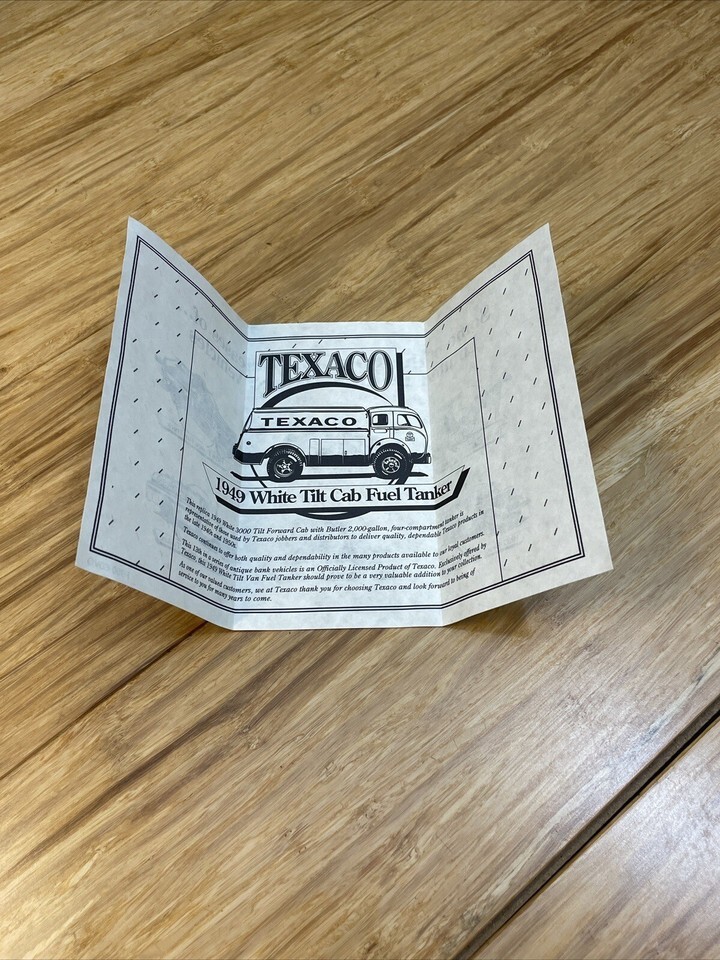 TEXACO
TEXACO
1949 White Tilt Cab Fuel Tanker
This replica 1949 White 3000 Tilt Forward Cab with Butler 2,000-gallon, four-compartment tanker is
representative of those used by Texaco jobbers and distributors to deliver quality, dependable Texaco products in
the late 1940s and 1950s.
Texaco continues to offer both quality and dependability in the many products available to our loyal customers.
This 13th in a series of antique bank vehicles is an Officially Licensed Product of Texaco. Exclusively offered by
Texaco, this 1949 White Tilt Van Fuel Tanker should prove to be a very valuable addition to your collection.
As one of our valued customers, we at Texaco thank you for choosing Texaco and look forward to being of
service to you for many years to come.